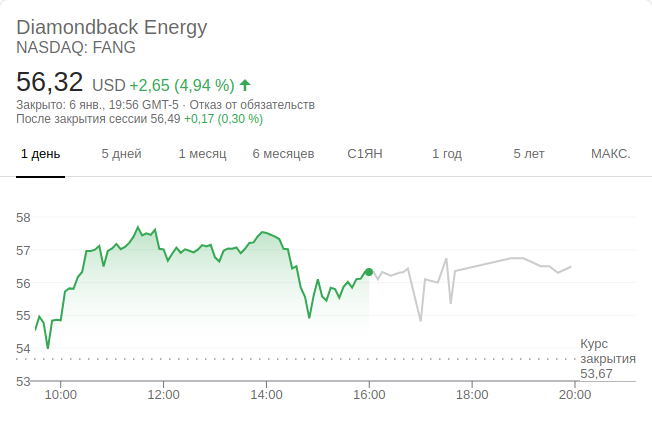 Diamondback Energy
NASDAQ: FANG
56,32 USD +2,65 (4,94 %)
Закрыто: 6 янв., 19:56 GMT-5 · Отказ от обязательств
После закрытия сессии 56,49 +0,17 (0,30 %)
1 день 5 дней 1 месяц 6 месяцев С1ЯН 1 год 5 лет МАКС.
58
57
56
55
54
Курс
закрытия
53,67
53
10:00 12:00 14:00 16:00 18:00 20:00